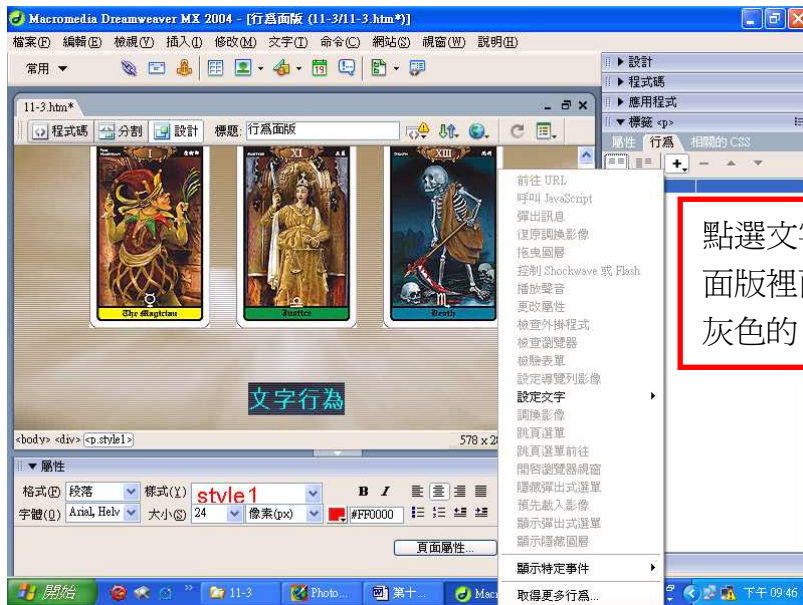 Macromedia Dreamweaver MX 2004 - [行為面版 (11-3/11-3.htm*)]
檔案(F) 編輯(E) 檢視(V) 插入(I) 修改(M) 文字(T) 命令(C) 網站(S) 視窗(W) 說明(H)
常用
11-3.htm*
程式碼 分割 設計 標題: 行為面版
I
The Magician
XI
Justice
XIII
Death
文字行為
<body> <div> <p.style1>
578 x
屬性
格式(F) 段落 樣式(Y) style1 B I
字體(O) Arial, Helv 大小(S) 24 像素(px) #FF0000
頁面屬性...
設計
程式碼
應用程式
標籤 <p>
屬性 行為 相關的 CSS
前往 URL
呼叫 JavaScript
彈出訊息
復原調換影像
拖曳圖層
控制 Shockwave 或 Flash
播放聲音
更改屬性
檢查外掛程式
檢查瀏覽器
檢驗表單
設定導覽列影像
設定文字
調換影像
跳頁選單
跳頁選單前往
開啟瀏覽器視窗
隱藏彈出式選單
預先載入影像
顯示彈出式選單
顯示隱藏圖層
顯示特定事件
取得更多行為...
點選文
面版裡
灰色的
開始 11-3 Photo... 第十... Mac 下午 09:46